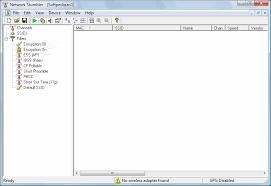 Network Stumbler - [Softpedia.ns1]
File Edit View Device Window Help
Channels
SSIDs
Filters
Encryption Off
Encryption On
ESS (AP)
IBSS (Peer)
CF Pollable
Short Preamble
PBCC
Short Slot Time (11g)
Default SSID
MAC SSID Name Chan Speed Vendor
Ready
No wireless adapter found
GPS: Disabled